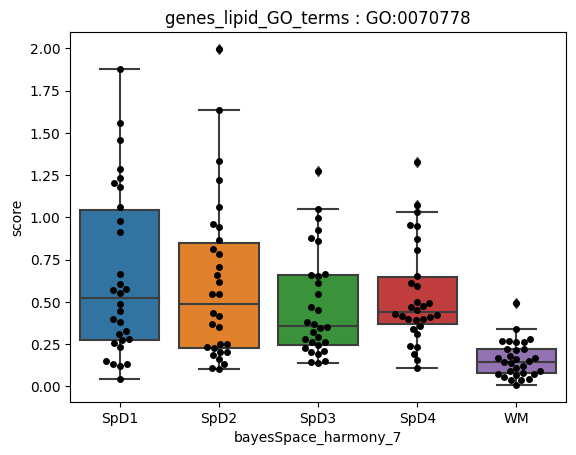 genes_lipid_GO_terms : GO:0070778
score
2.00
1.75
1.50
1.25
1.00
0.75
0.50
0.25
0.00
SpD1 SpD2 SpD3 SpD4 WM
bayesSpace_harmony_7